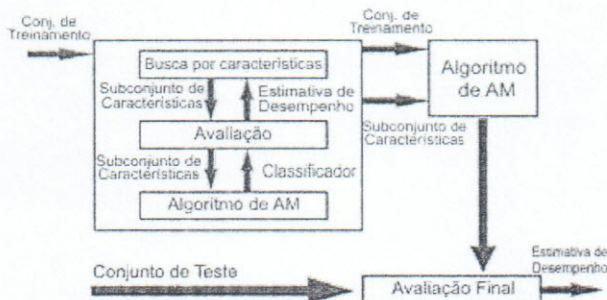 Conj. de
Treinamento
Busca por características
Subconjunto de
Características
Estimativa de
Desempenho
Avaliação
Subconjunto de
Características
Classificador
Algoritmo de AM
Conj. de
Treinamento
Subconjunto de
Características
Algoritmo
de AM
Conjunto de Teste
Avaliação Final
Estimativa de
Desempenho